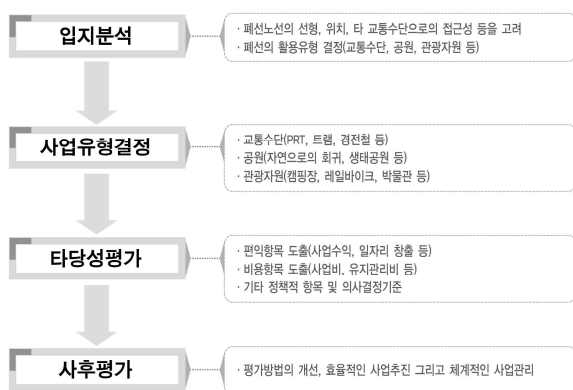 입지분석
· 폐선노선의 선형, 위치, 타 교통수단으로의 접근성 등을 고려
· 폐선의 활용유형 결정(교통수단, 공원, 관광자원 등)
사업유형결정
· 교통수단(PRT, 트램, 경전철 등)
· 공원(자연으로의 회귀, 생태공원 등)
· 관광자원(캠핑장, 레일바이크, 박물관 등)
타당성평가
· 편익항목 도출(사업수익, 일자리 창출 등)
· 비용항목 도출(사업비, 유지관리비 등)
· 기타 정책적 항목 및 의사결정기준
사후평가
· 평가방법의 개선, 효율적인 사업추진 그리고 체계적인 사업관리